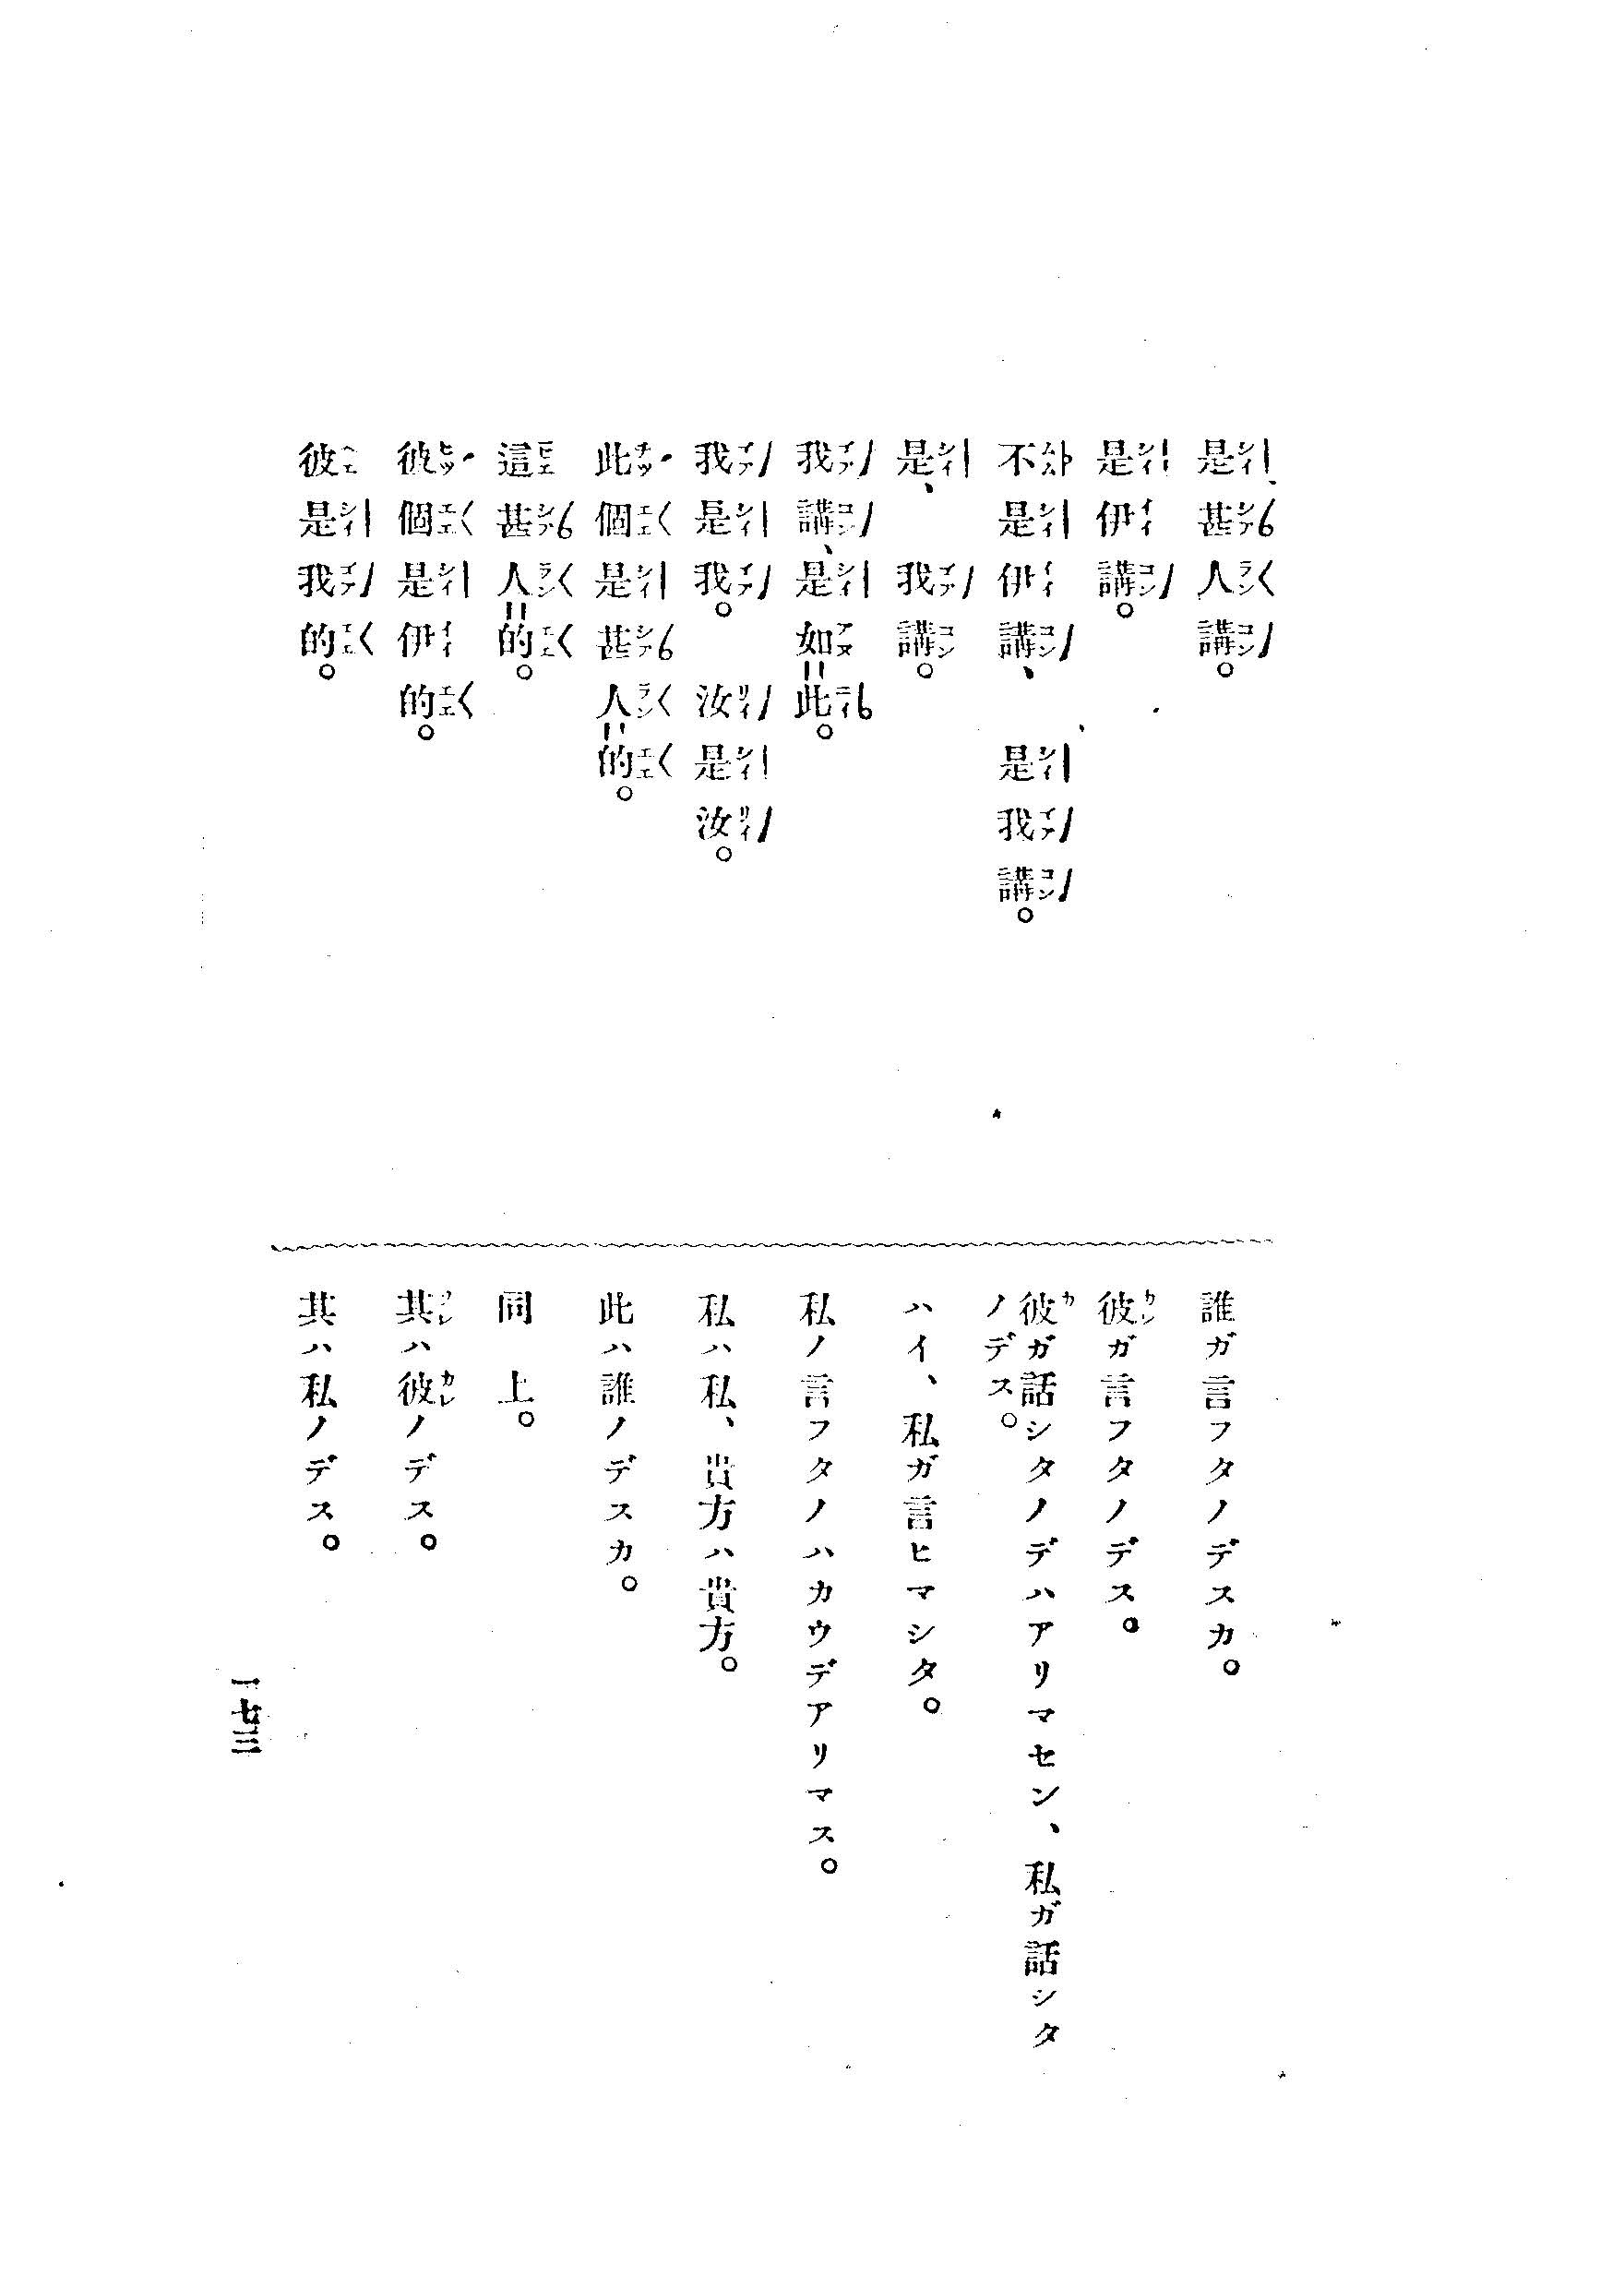 是甚人講。
是伊講。
不是伊講、是我講。
是、我講。
我講、是如＝此。
我是我。汝是汝。
此個是甚人＝的。
這甚人＝的。
彼個是伊的。
彼是我的。
誰ガ言フタノデスカ。
彼ガ言フタノデス。
彼ガ話シタノデハアリマセン、私ガ話シタ
ノデス。
ハイ、私ガ言ヒマシタ。
私ノ言フタノハカウデアリマス。
私ハ私、貴方ハ貴方。
此ハ誰ノデスカ。
同上。
其ハ彼ノデス。
其ハ私ノデス。
一七三